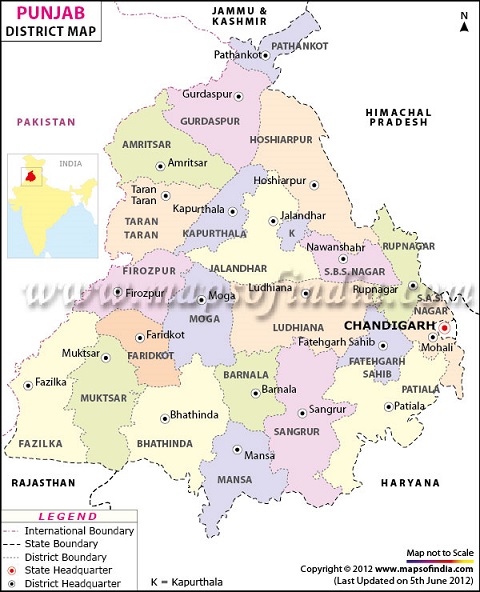 PUNJAB
DISTRICT MAP
JAMMU &
KASHMIR
N
PATHANKOT
Pathankot
Gurdaspur
GURDASPUR
HIMACHAL
PRADESH
PAKISTAN
HOSHIARPUR
AMRITSAR
Amritsar
INDIA
Hoshiarpur
Taran
Taran
Kapurthala
Jalandhar
TARAN
TARAN
KAPURTHALA
K
Nawanshahr
RUPNAGAR
JALANDHAR
S.B.S. NAGAR
FIROZPUR
www.mapsofindia.com
Firozpur
Moga
Ludhiana
Rupnagar
S.A.S.
NAGAR
MOGA
LUDHIANA
CHANDIGARH
Faridkot
Fatehgarh Sahib
Mohali
Muktsar
FARIDKOT
FATEHGARH
SAHIB
BARNALA
Fazilka
Barnala
PATIALA
MUKTSAR
Bhathinda
Sangrur
Patiala
SANGRUR
FAZILKA
BHATHINDA
Mansa
MANSA
RAJASTHAN
HARYANA
LEGEND
International Boundary
State Boundary
District Boundary
State Headquarter
District Headquarter
K = Kapurthala
Map not to Scale
Copyright © 2012 www.mapsofindia.com
(Last Updated on 5th June 2012)